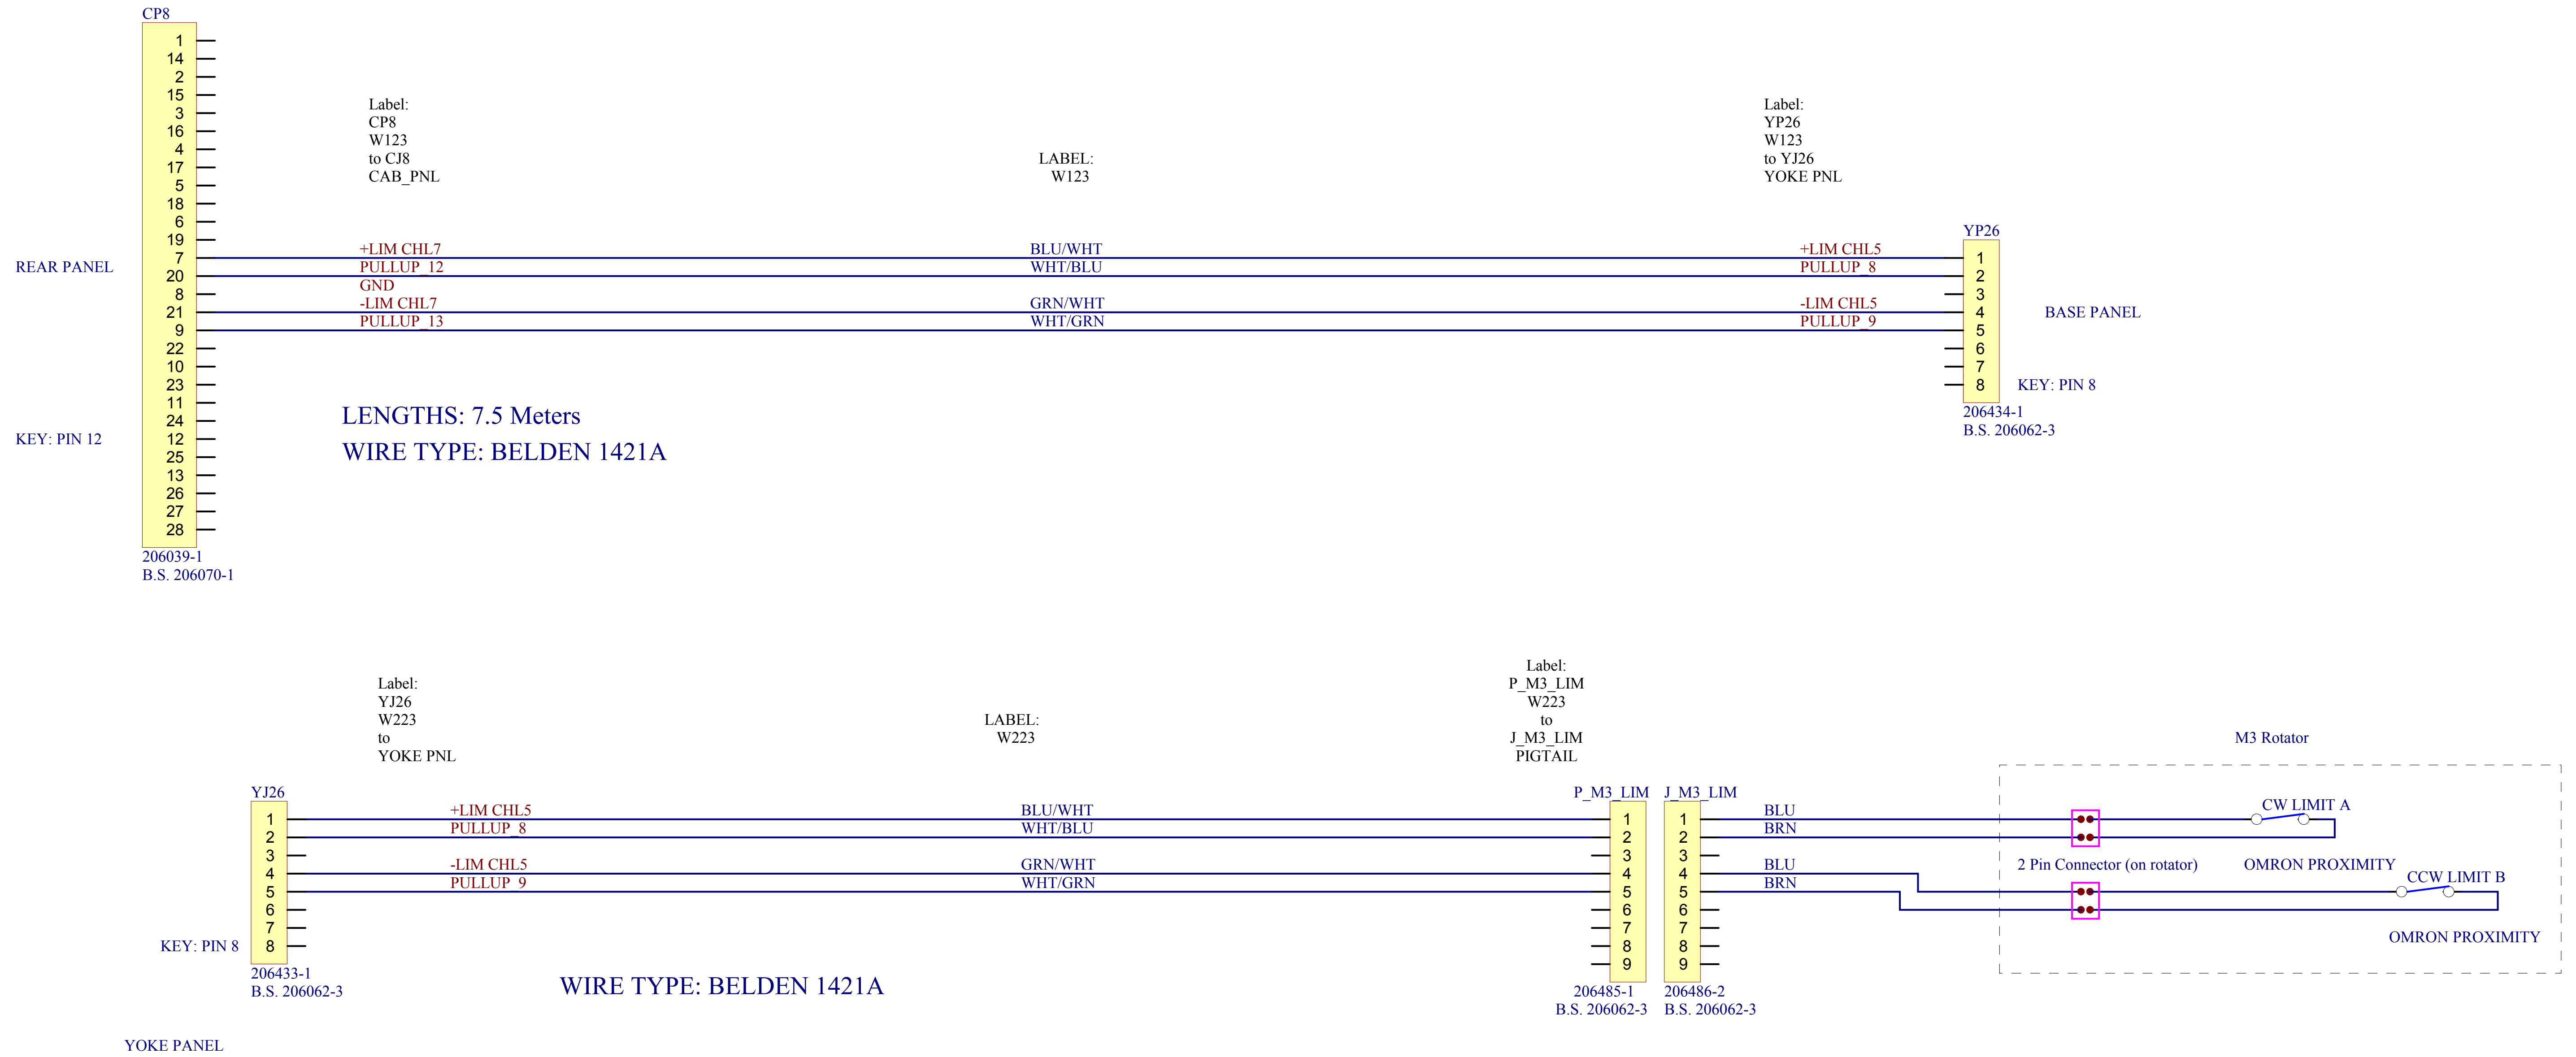 CP8
1
14
2
15
3
16
4
17
5
18
6
19
7
20
8
21
9
22
10
23
11
24
12
25
13
26
27
28
206039-1
B.S. 206070-1
REAR PANEL
KEY: PIN 12
Label:
CP8
W123
to CJ8
CAB_PNL
LABEL:
W123
Label:
YP26
W123
to YJ26
YOKE PNL
+LIM CHL7
PULLUP_12
GND
-LIM CHL7
PULLUP_13
BLU/WHT
WHT/BLU
GRN/WHT
WHT/GRN
+LIM CHL5
PULLUP_8
-LIM CHL5
PULLUP_9
YP26
1
2
3
4
5
6
7
8
BASE PANEL
KEY: PIN 8
206434-1
B.S. 206062-3
LENGTHS: 7.5 Meters
WIRE TYPE: BELDEN 1421A
Label:
YJ26
W223
to
YOKE PNL
LABEL:
W223
Label:
P_M3_LIM
W223
to
J_M3_LIM
PIGTAIL
YJ26
1
2
3
4
5
6
7
8
KEY: PIN 8
206433-1
B.S. 206062-3
YOKE PANEL
+LIM CHL5
PULLUP_8
-LIM CHL5
PULLUP_9
BLU/WHT
WHT/BLU
GRN/WHT
WHT/GRN
WIRE TYPE: BELDEN 1421A
P_M3_LIM
1
2
3
4
5
6
7
8
9
206485-1
B.S. 206062-3
J_M3_LIM
1
2
3
4
5
6
7
8
9
206486-2
B.S. 206062-3
BLU
BRN
BLU
BRN
M3 Rotator
CW LIMIT A
2 Pin Connector (on rotator)
OMRON PROXIMITY
CCW LIMIT B
OMRON PROXIMITY